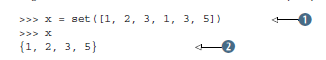 >>> x = set([1, 2, 3, 1, 3, 5]) 1
>>> x
{1, 2, 3, 5} 2